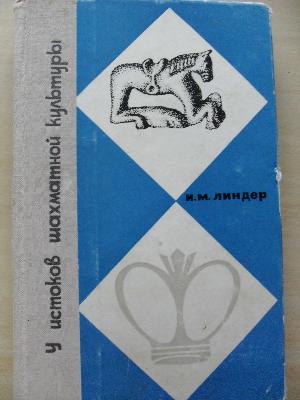 у истоков шахматной культуры
и.м. линдер